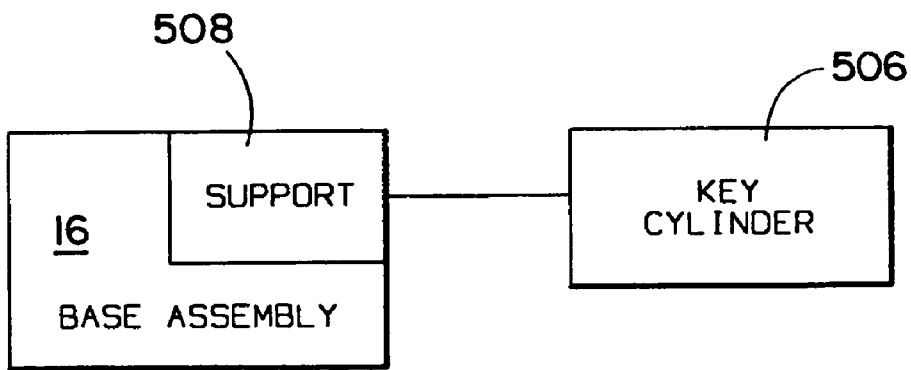 508
506
SUPPORT
KEY
CYLINDER
16
BASE ASSEMBLY